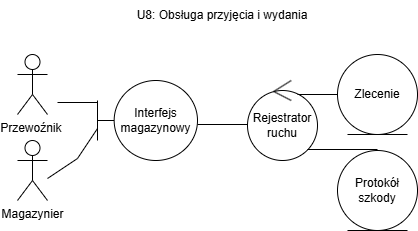 U8: Obsługa przyjęcia i wydania
Przewoźnik
Magazynier
Interfejs
magazynowy
Rejestrator
ruchu
Zlecenie
Protokół
szkody